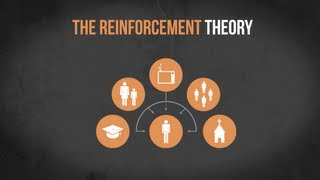 THE REINFORCEMENT THEORY